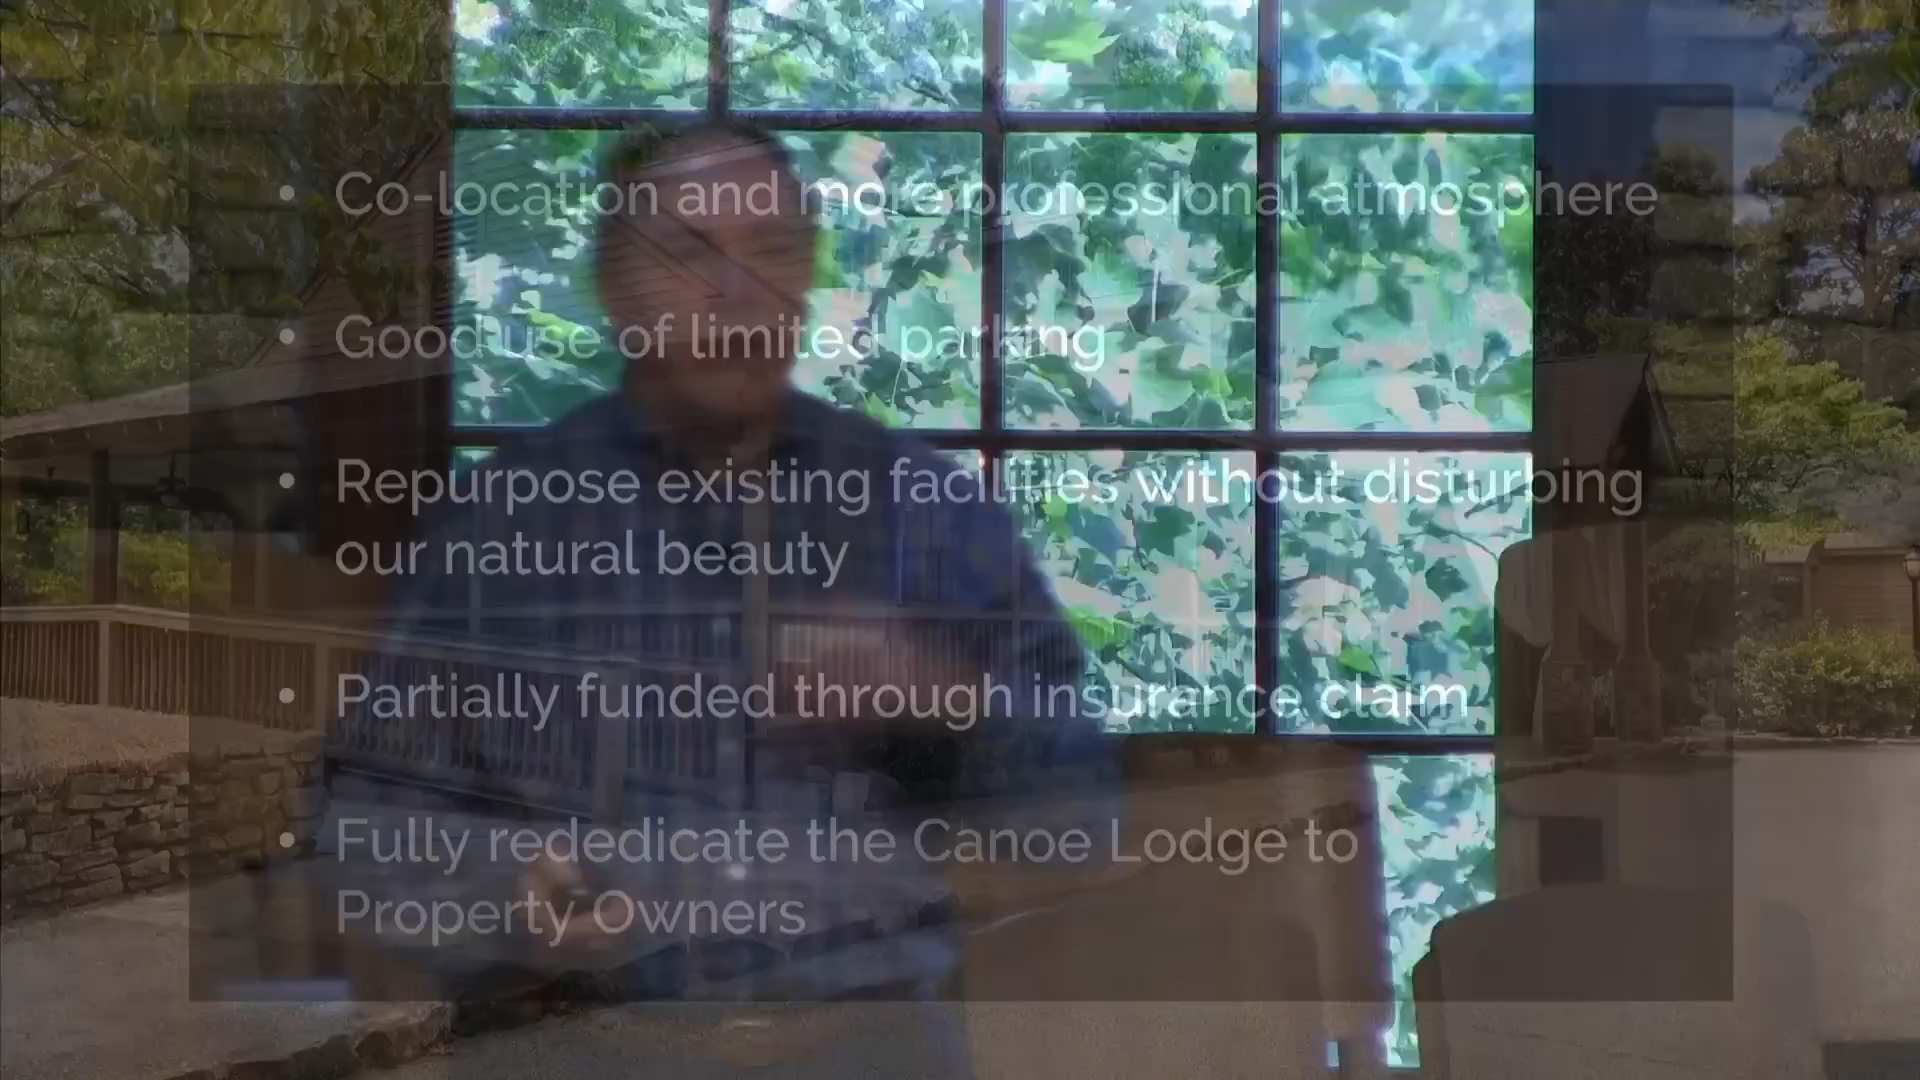 • Co-location and more professional atmosphere
• Good use of limited parking
• Repurpose existing facilities without disturbing
our natural beauty
• Partially funded through insurance claim
• Fully rededicate the Canoe Lodge to
Property Owners